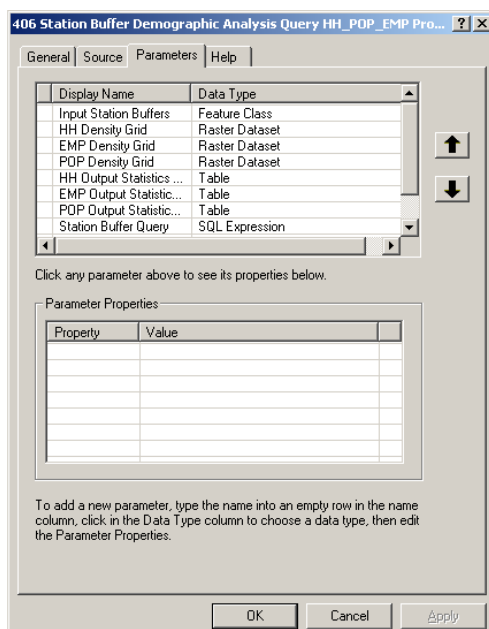 406 Station Buffer Demographic Analysis Query HH_POP_EMP Pro... ? X
General Source Parameters Help
Display Name Data Type
Input Station Buffers Feature Class
HH Density Grid Raster Dataset
EMP Density Grid Raster Dataset
POP Density Grid Raster Dataset
HH Output Statistics ... Table
EMP Output Statistic... Table
POP Output Statistic... Table
Station Buffer Query SQL Expression
Click any parameter above to see its properties below.
Parameter Properties
Property Value
To add a new parameter, type the name into an empty row in the name
column, click in the Data Type column to choose a data type, then edit
the Parameter Properties.
OK Cancel Apply